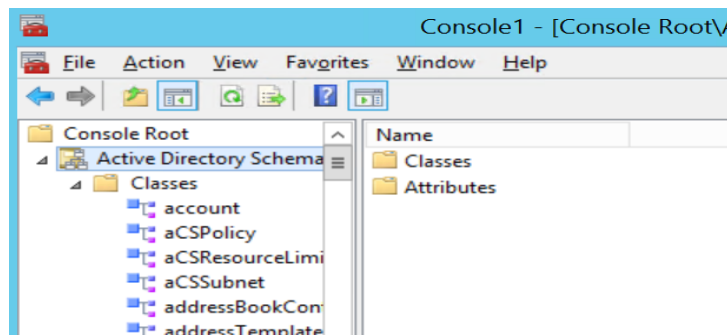 Console1 - [Console Root\
File Action View Favorites Window Help
Console Root
Active Directory Schema
Classes
account
aCSPolicy
aCSResourceLimi
aCSSubnet
addressBookCon
addressTemplate
Name
Classes
Attributes